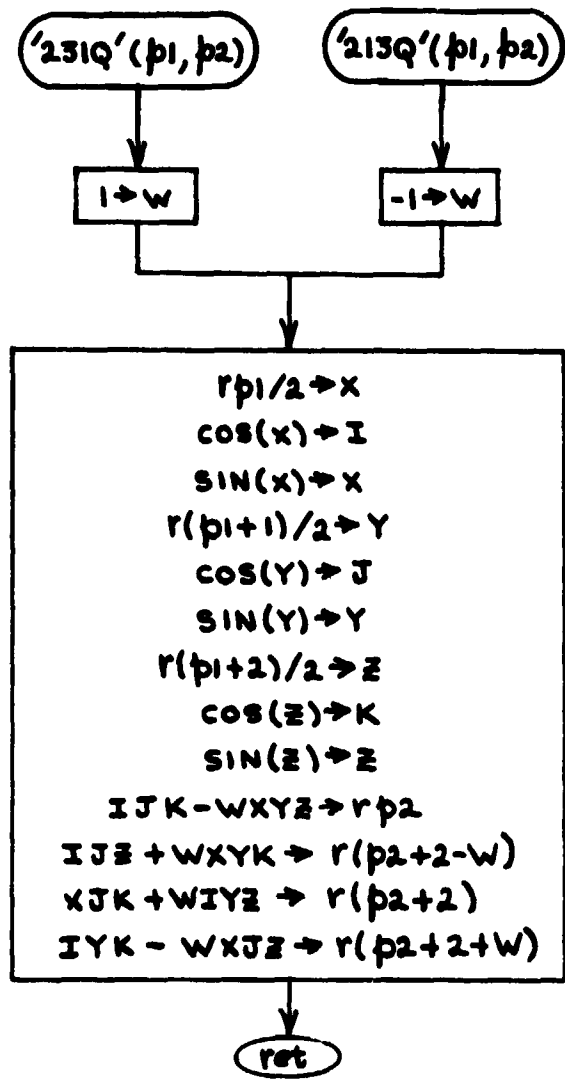 '231Q' (p1, p2)
'213Q' (p1, p2)
1→W
-1→W
rp1/2→X
COS(X)→I
SIN(X)→X
r(p1+1)/2→Y
COS(Y)→J
SIN(Y)→Y
r(p1+2)/2→Z
COS(Z)→K
SIN(Z)→Z
IJK-WXYZ→rp2
IJZ+WXYK→r(p2+2-W)
XJK+WIYZ→r(p2+2)
IYK-WXJZ→r(p2+2+W)
ret